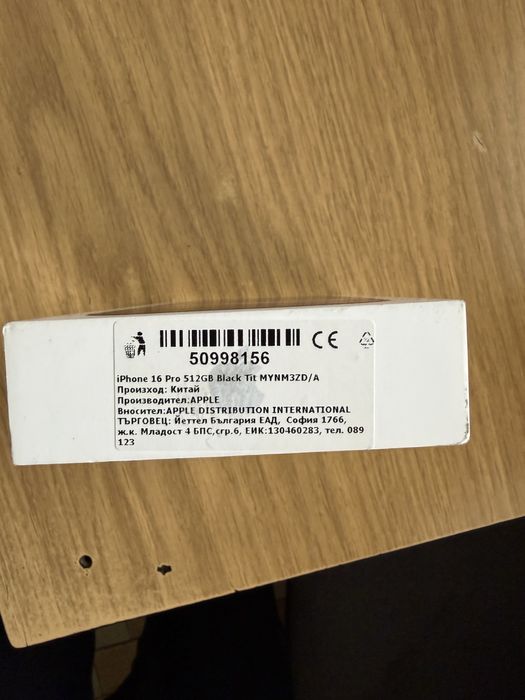 50998156
iPhone 16 Pro 512GB Black Tit MYNM3ZD/A
Произход: Китай
Производител:APPLE
Вносител:APPLE DISTRIBUTION INTERNATIONAL
ТЪРГОВЕЦ: Йеттел България ЕАД, София 1766,
ж.к. Младост 4 БПС,сгр.6, ЕИК:130460283, тел. 089
123